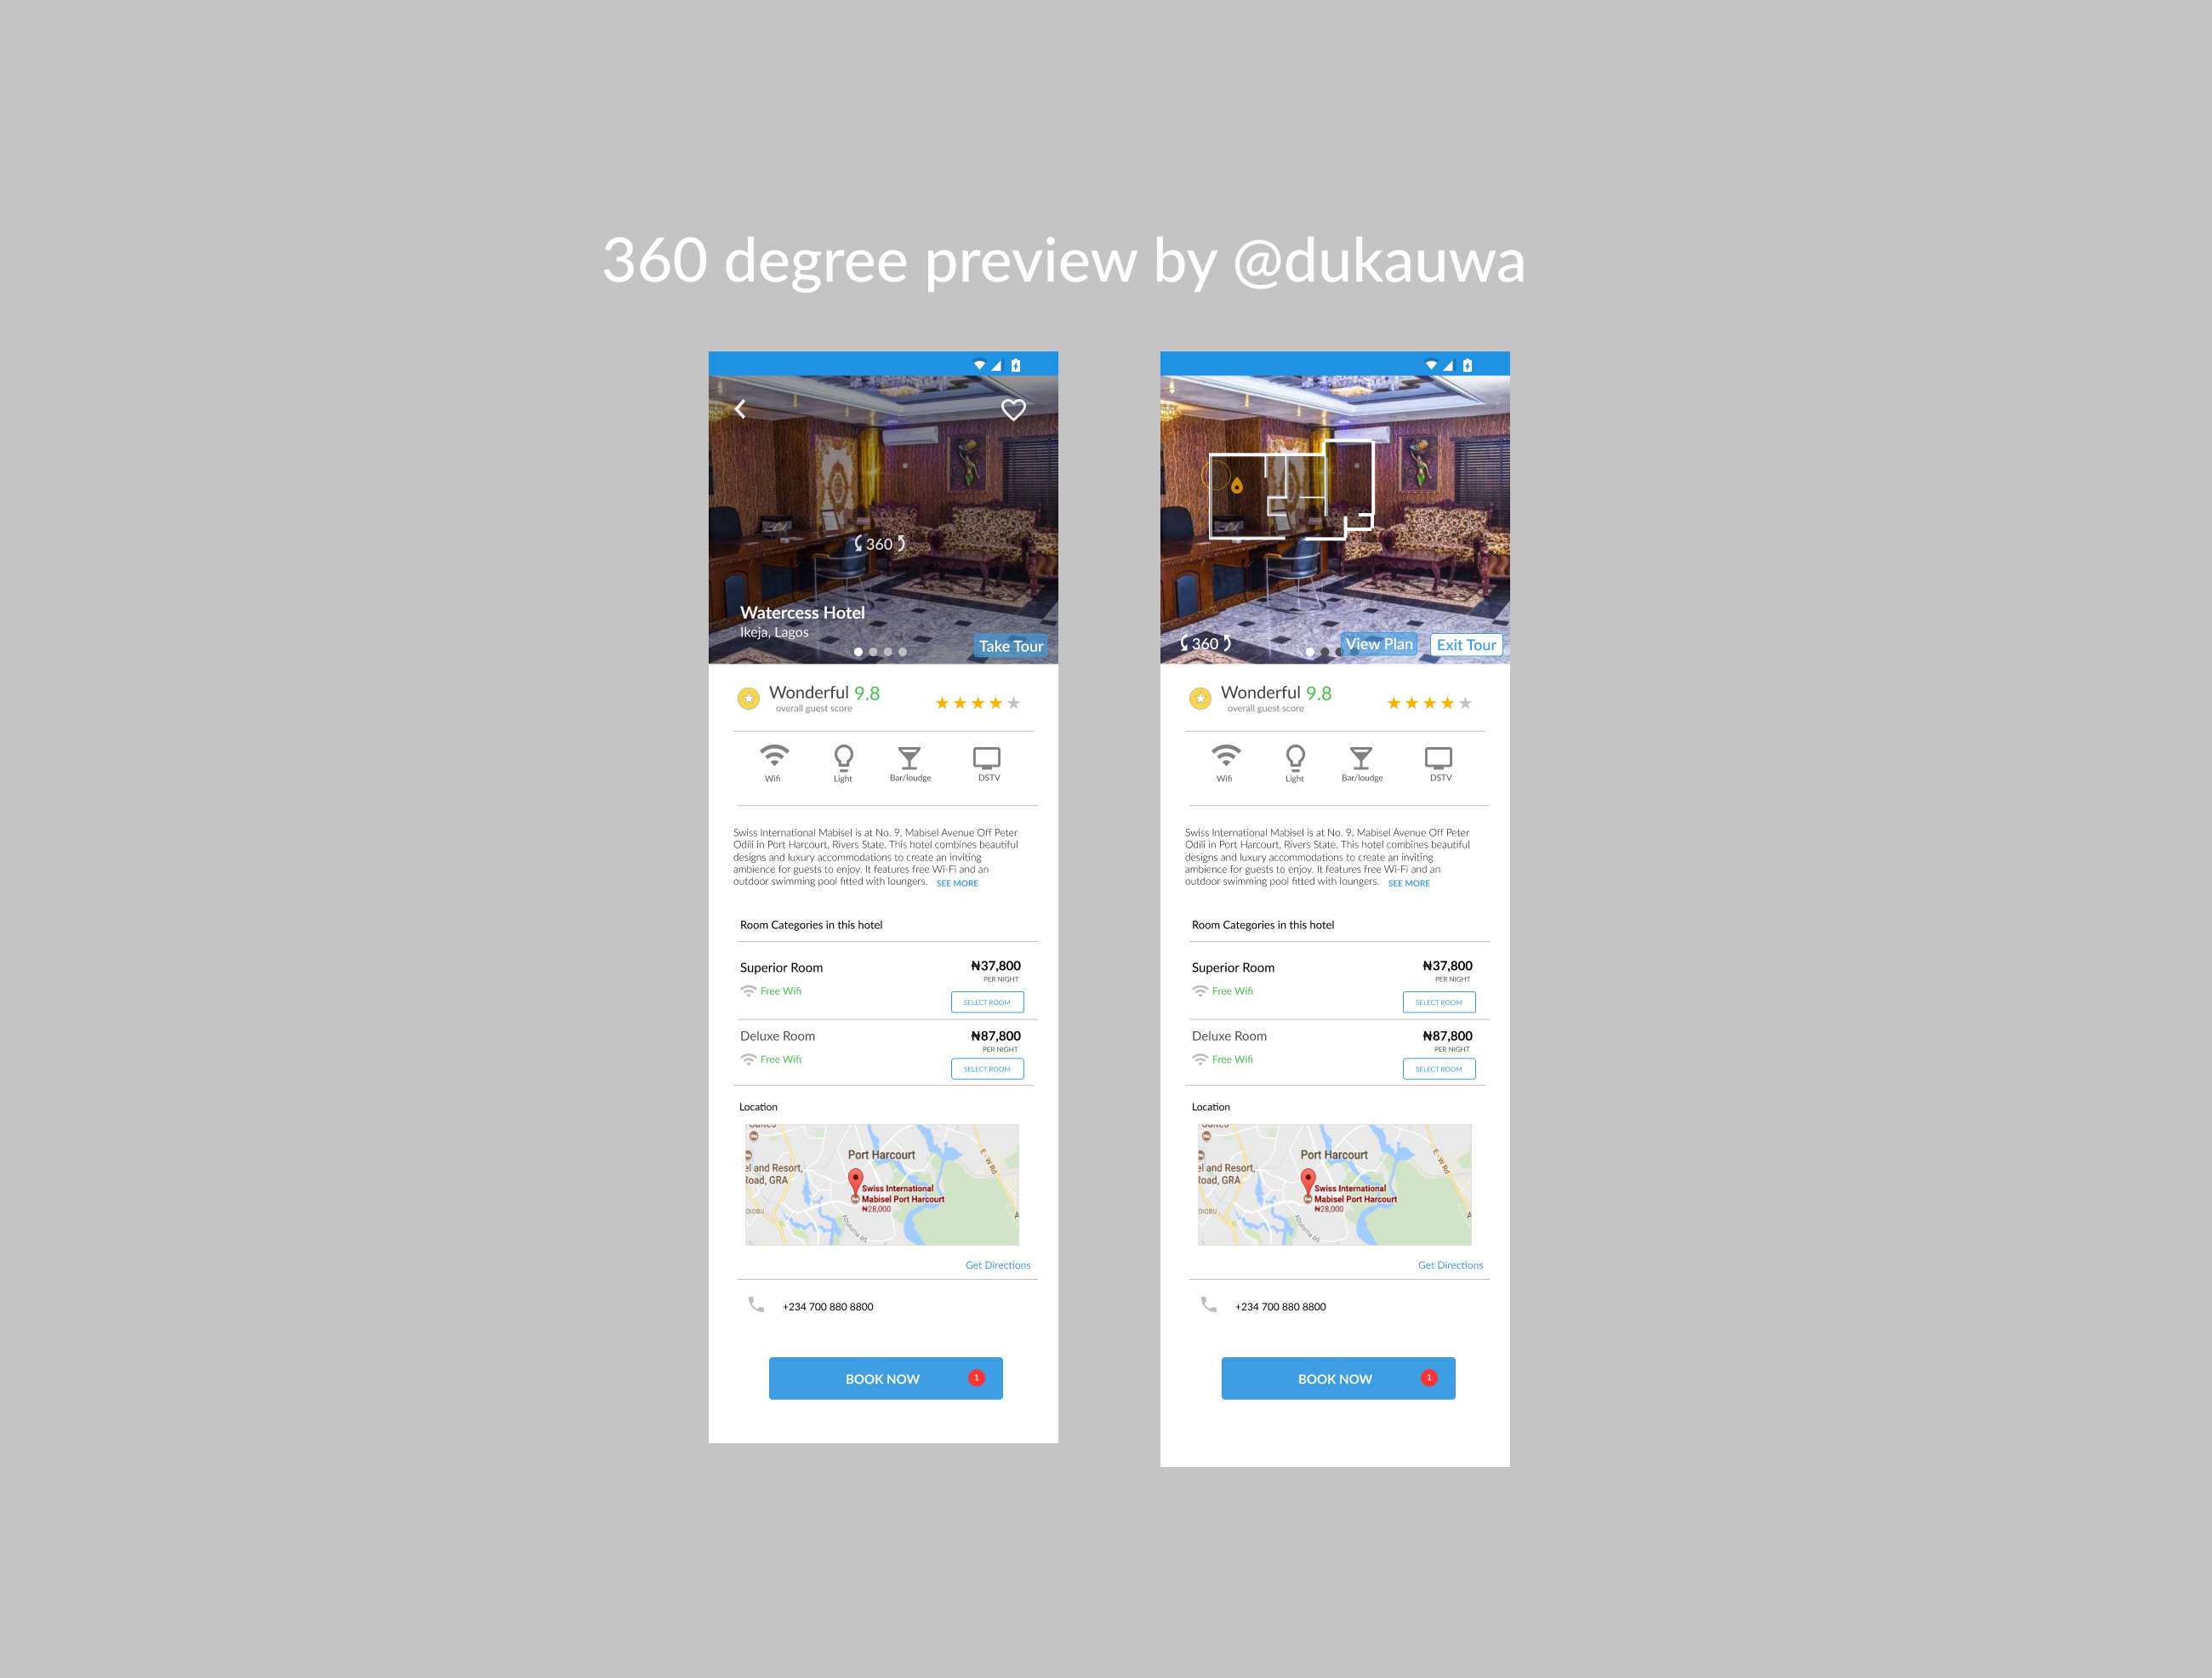 360 degree preview by @dukauwa
360
Watercess Hotel
Ikeja, Lagos
Take Tour
Wonderful 9.8
overall guest score
Wifi
Light
Bar/loudge
DSTV
Swiss International Mabisel is at No. 9, Mabisel Avenue Off Peter
Odili in Port Harcourt, Rivers State. This hotel combines beautiful
designs and luxury accommodations to create an inviting
ambience for guests to enjoy. It features free Wi-Fi and an
outdoor swimming pool fitted with loungers. SEE MORE
Room Categories in this hotel
Superior Room
₦37,800
PER NIGHT
Free Wifi
SELECT ROOM
Deluxe Room
₦87,800
PER NIGHT
Free Wifi
SELECT ROOM
Location
el and Resort,
Road, GRA
Port Harcourt
E - W Rd
Swiss International
Mabisel Port Harcourt
₦28,000
DIOBU
Abuloma Rd
A
Get Directions
+234 700 880 8800
BOOK NOW
1
360
View Plan
Exit Tour
Wonderful 9.8
overall guest score
Wifi
Light
Bar/loudge
DSTV
Swiss International Mabisel is at No. 9, Mabisel Avenue Off Peter
Odili in Port Harcourt, Rivers State. This hotel combines beautiful
designs and luxury accommodations to create an inviting
ambience for guests to enjoy. It features free Wi-Fi and an
outdoor swimming pool fitted with loungers. SEE MORE
Room Categories in this hotel
Superior Room
₦37,800
PER NIGHT
Free Wifi
SELECT ROOM
Deluxe Room
₦87,800
PER NIGHT
Free Wifi
SELECT ROOM
Location
el and Resort,
Road, GRA
Port Harcourt
E - W Rd
Swiss International
Mabisel Port Harcourt
₦28,000
DIOBU
Abuloma Rd
A
Get Directions
+234 700 880 8800
BOOK NOW
1